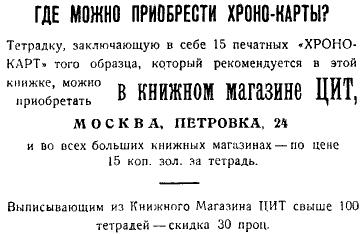 ГДЕ МОЖНО ПРИОБРЕСТИ ХРОНО-КАРТЫ?
Тетрадку, заключающую в себе 15 печатных «ХРОНО-
КАРТ» того образца, который рекомендуется в этой
книжке, можно
приобретать в книжном магазине ЦИТ,
МОСКВА, ПЕТРОВКА, 24
и во всех больших книжных магазинах — по цене
15 коп. зол. за тетрадь.
Выписывающим из Книжного Магазина ЦИТ свыше 100
тетрадей — скидка 30 проц.